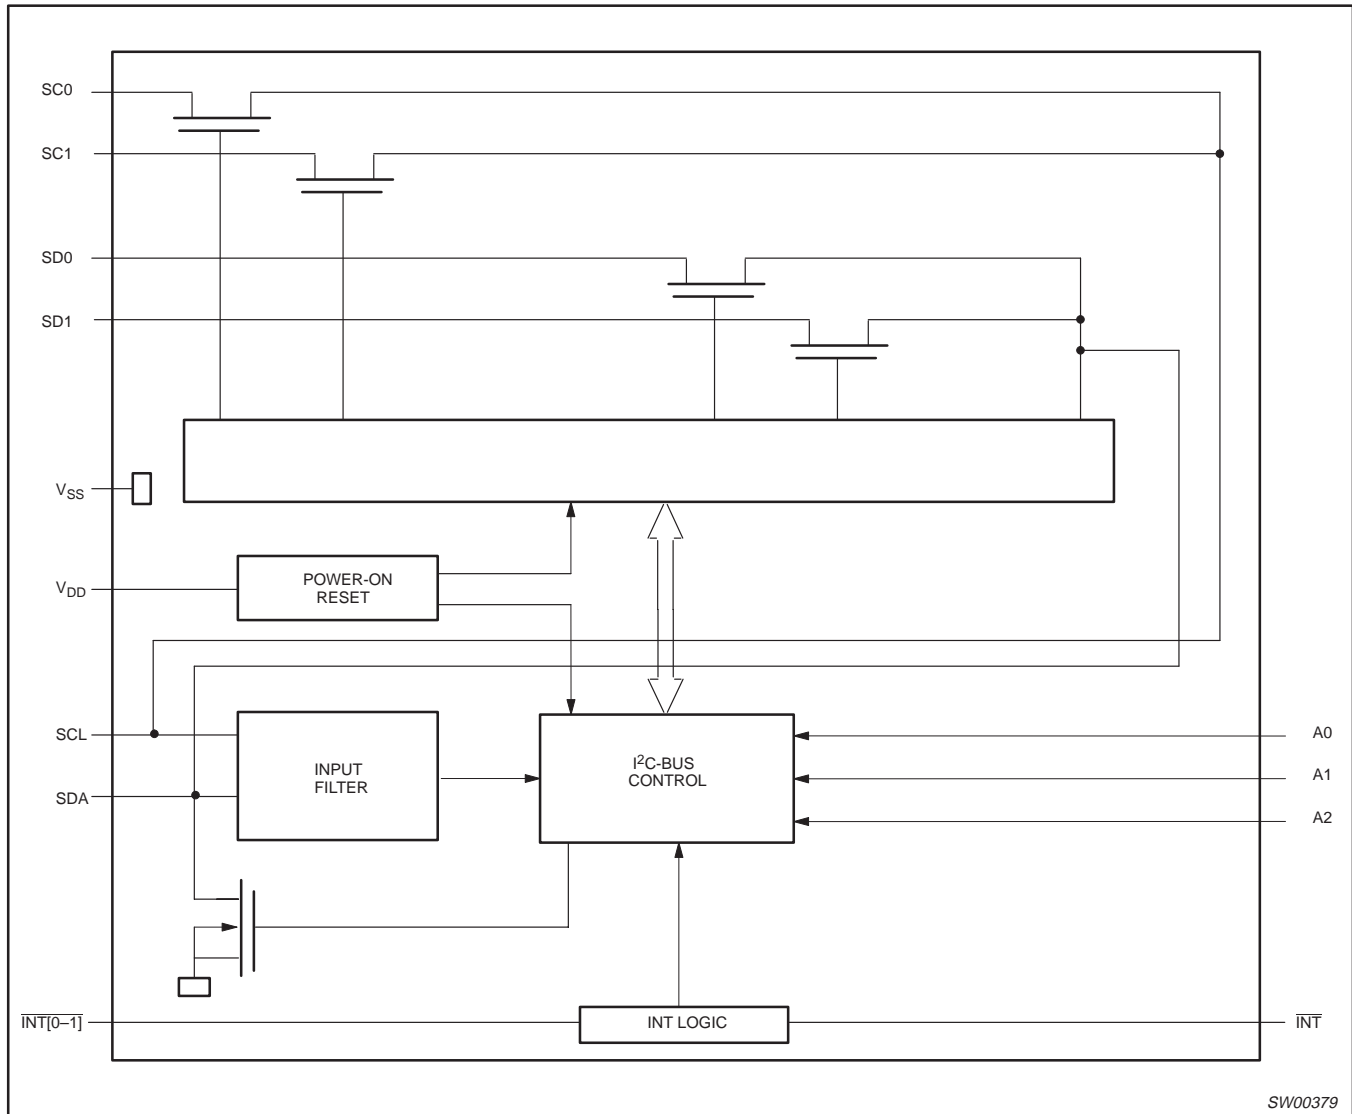 SC0
SC1
SD0
SD1
VSS
VDD
POWER-ON
RESET
SCL
SDA
INPUT
FILTER
I²C-BUS
CONTROL
A0
A1
A2
INT[0–1]
INT LOGIC
INT
SW00379